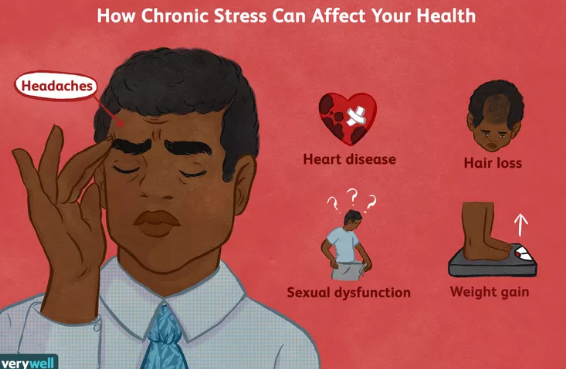 How Chronic Stress Can Affect Your Health
Headaches
Heart disease
Hair loss
? ? ?
Sexual dysfunction
Weight gain
verywell